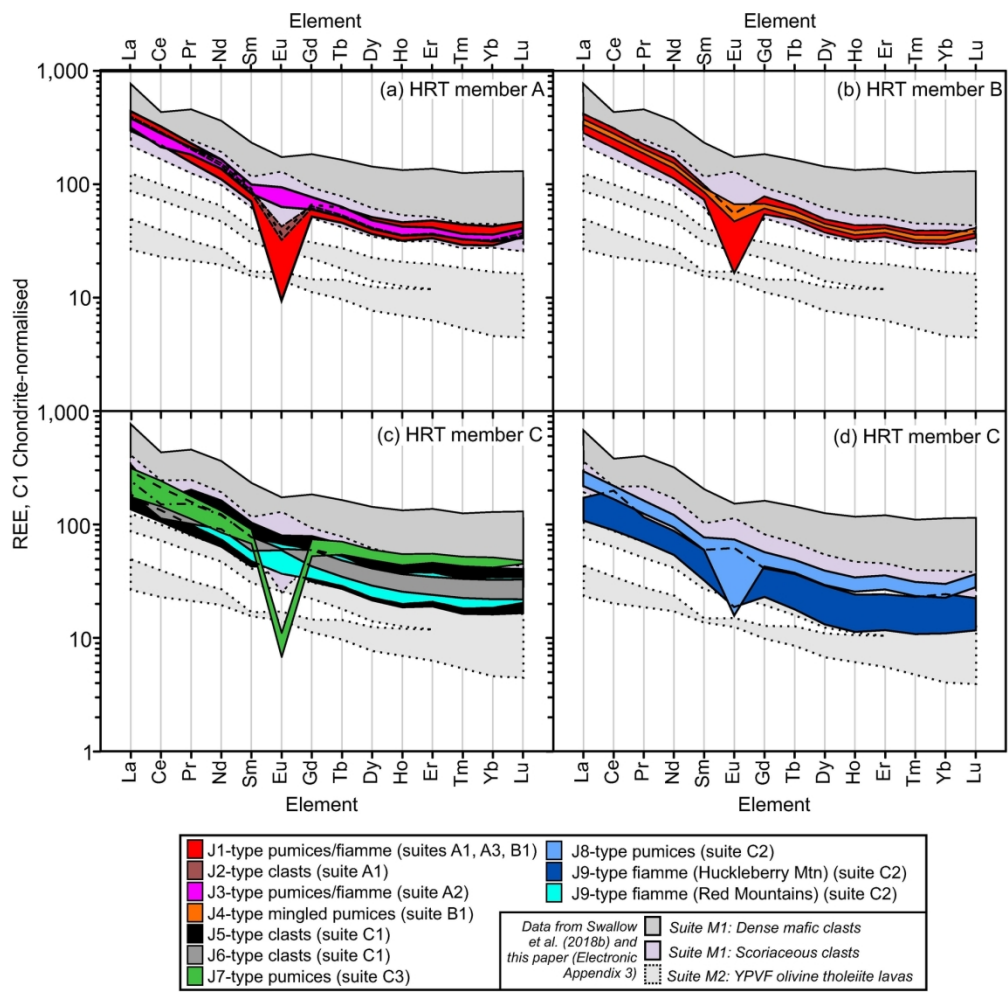 Element
Element
La Ce Pr Nd Sm Eu Gd Tb Dy Ho Er Tm Yb Lu
La Ce Pr Nd Sm Eu Gd Tb Dy Ho Er Tm Yb Lu
1,000
(a) HRT member A
(b) HRT member B
100
10
1,000
(c) HRT member C
(d) HRT member C
100
10
1
REE, C1 Chondrite-normalised
La Ce Pr Nd Sm Eu Gd Tb Dy Ho Er Tm Yb Lu
La Ce Pr Nd Sm Eu Gd Tb Dy Ho Er Tm Yb Lu
Element
Element
J1-type pumices/fiamme (suites A1, A3, B1)
J2-type clasts (suite A1)
J3-type pumices/fiamme (suite A2)
J4-type mingled pumices (suite B1)
J5-type clasts (suite C1)
J6-type clasts (suite C1)
J7-type pumices (suite C3)
J8-type pumices (suite C2)
J9-type fiamme (Huckleberry Mtn) (suite C2)
J9-type fiamme (Red Mountains) (suite C2)
Data from Swallow
et al. (2018b) and
this paper (Electronic
Appendix 3)
Suite M1: Dense mafic clasts
Suite M1: Scoriaceous clasts
Suite M2: YPVF olivine tholeiite lavas